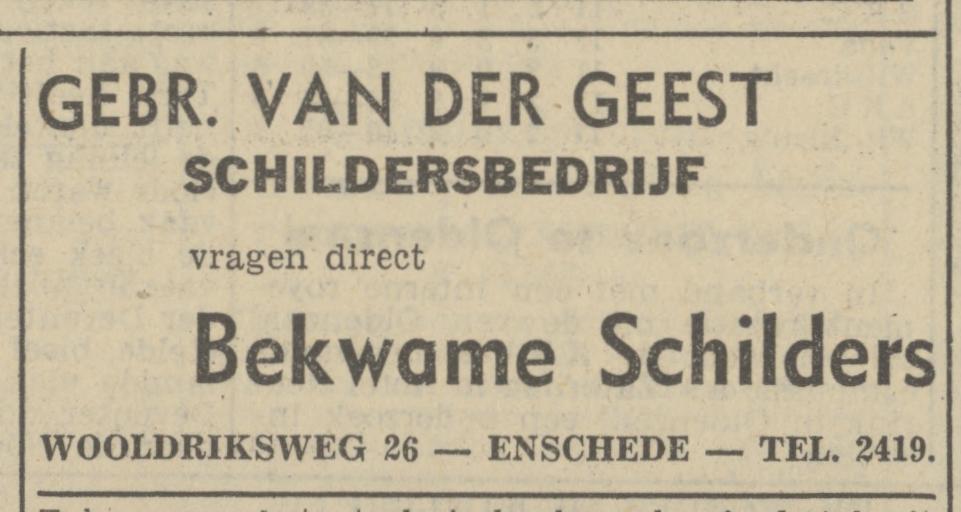 GEBR. VAN DER GEEST
SCHILDERSBEDRIJF
vragen direct
Bekwame Schilders
WOOLDRIKSWEG 26 — ENSCHEDE — TEL. 2419.